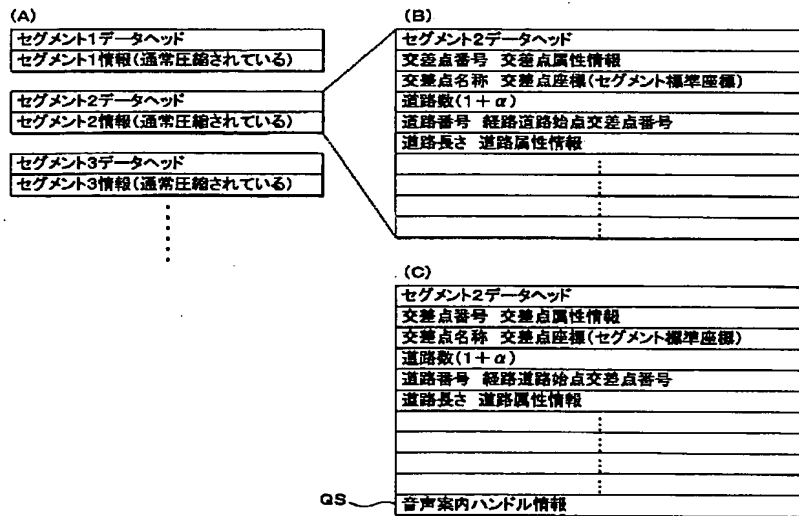 (A)
セグメント1データヘッド
セグメント1情報(通常圧縮されている)
セグメント2データヘッド
セグメント2情報(通常圧縮されている)
セグメント3データヘッド
セグメント3情報(通常圧縮されている)
(B)
セグメント2データヘッド
交差点番号 交差点属性情報
交差点名称 交差点座標(セグメント標準座標)
道路数(1+α)
道路番号 経路道路始点交差点番号
道路長さ 道路属性情報
(C)
セグメント2データヘッド
交差点番号 交差点属性情報
交差点名称 交差点座標(セグメント標準座標)
道路数(1+α)
道路番号 経路道路始点交差点番号
道路長さ 道路属性情報
QS
音声案内ハンドル情報